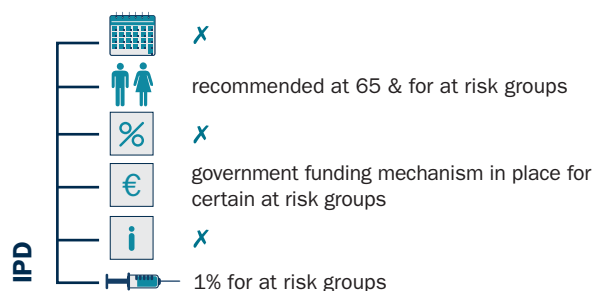 ✗
recommended at 65 & for at risk groups
%
✗
€
government funding mechanism in place for
certain at risk groups
i
✗
IPD
1% for at risk groups